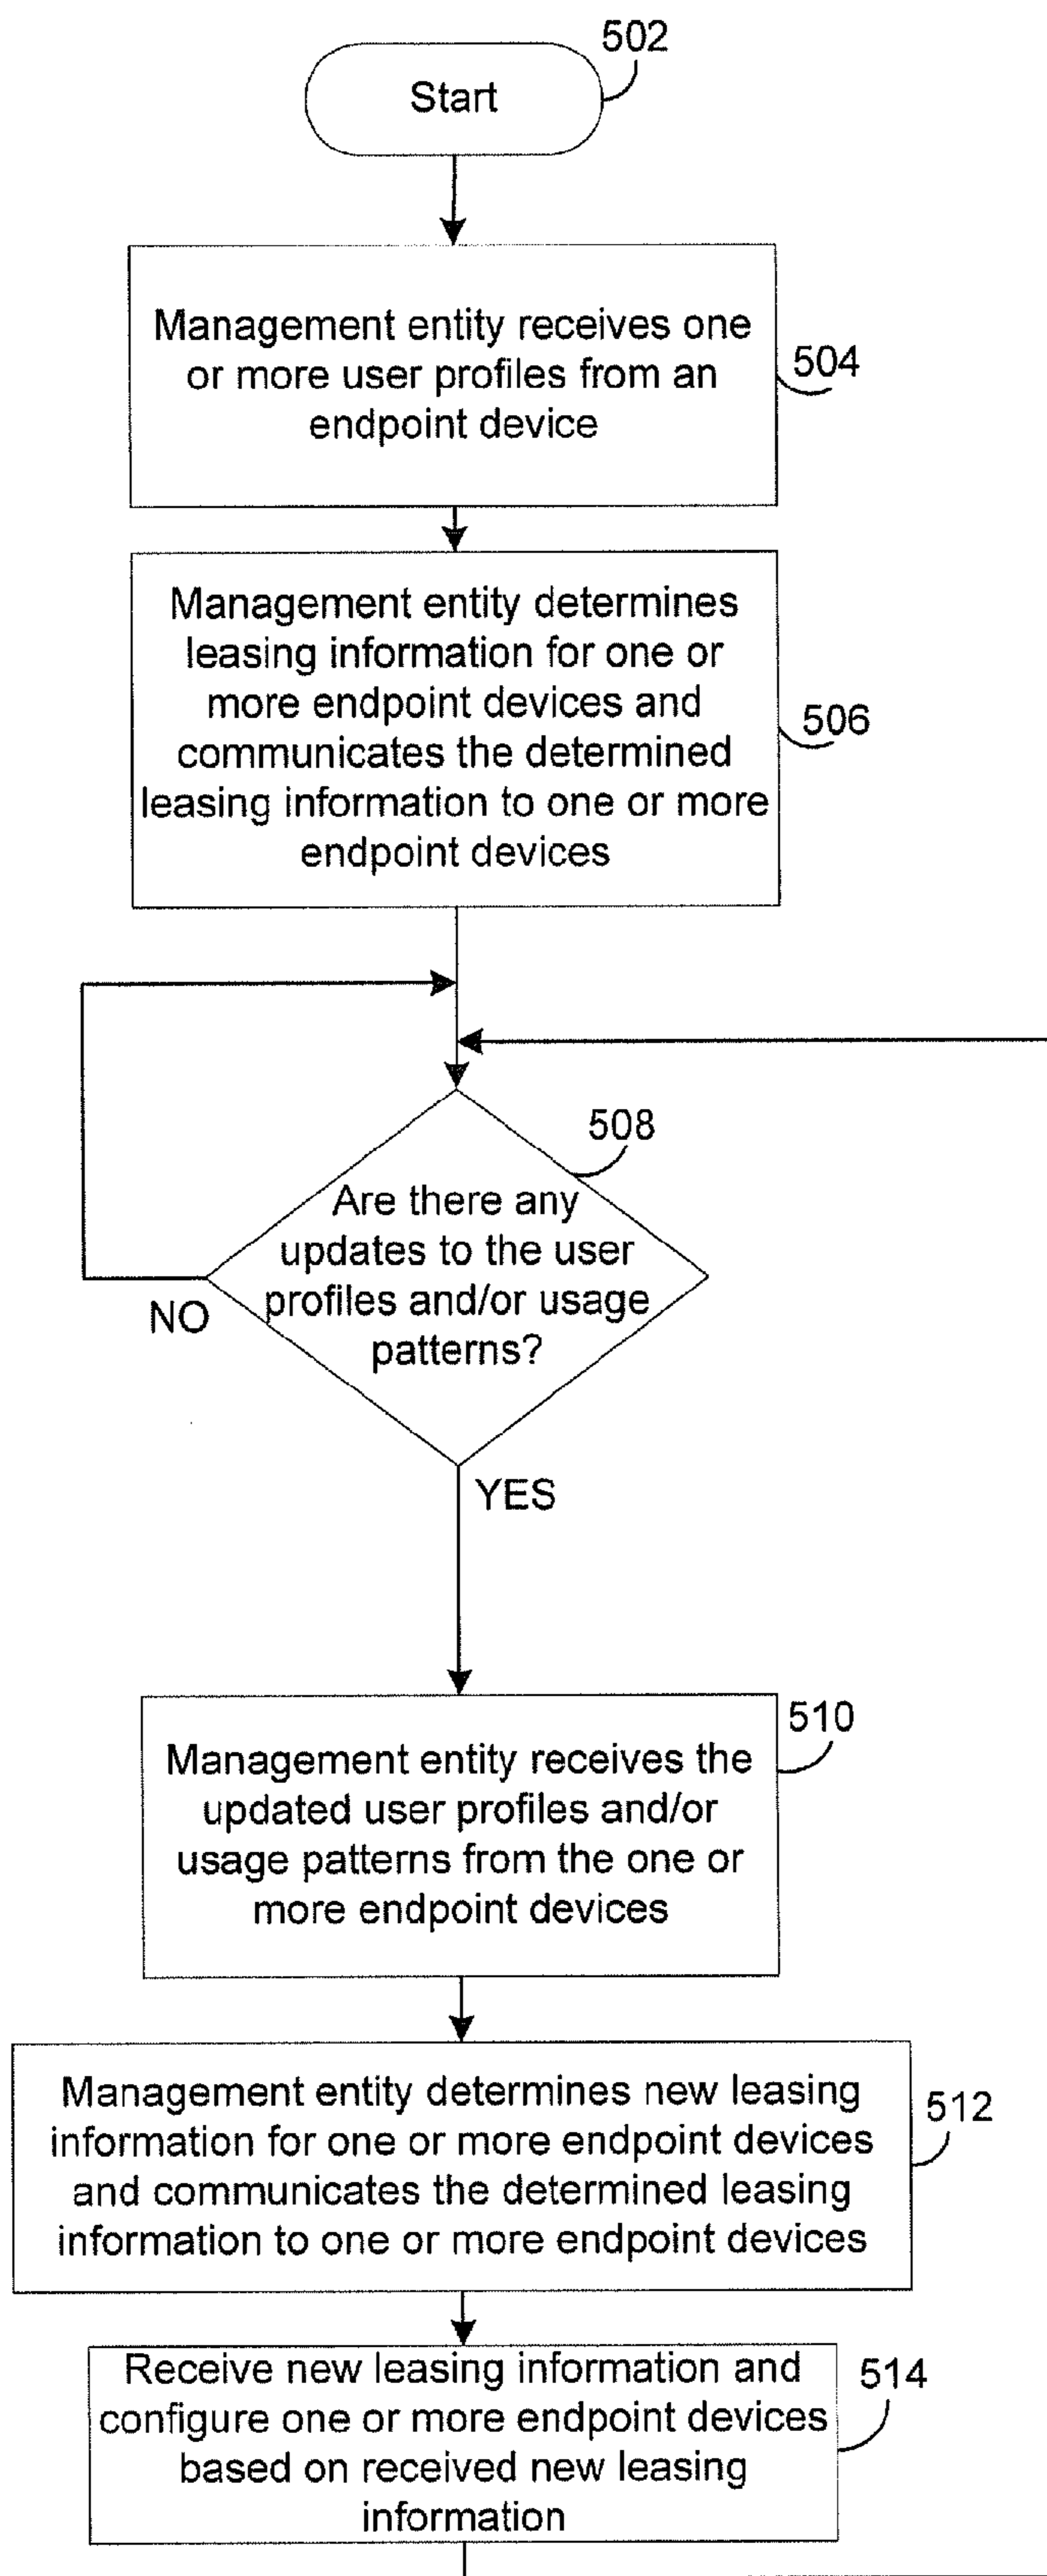 502
Start
Management entity receives one
or more user profiles from an
endpoint device
504
Management entity determines
leasing information for one or
more endpoint devices and
communicates the determined
leasing information to one or more
endpoint devices
506
508
Are there any
updates to the user
profiles and/or usage
patterns?
NO
YES
510
Management entity receives the
updated user profiles and/or
usage patterns from the one or
more endpoint devices
Management entity determines new leasing
information for one or more endpoint devices
and communicates the determined leasing
information to one or more endpoint devices
512
Receive new leasing information and
configure one or more endpoint devices
based on received new leasing
information
514